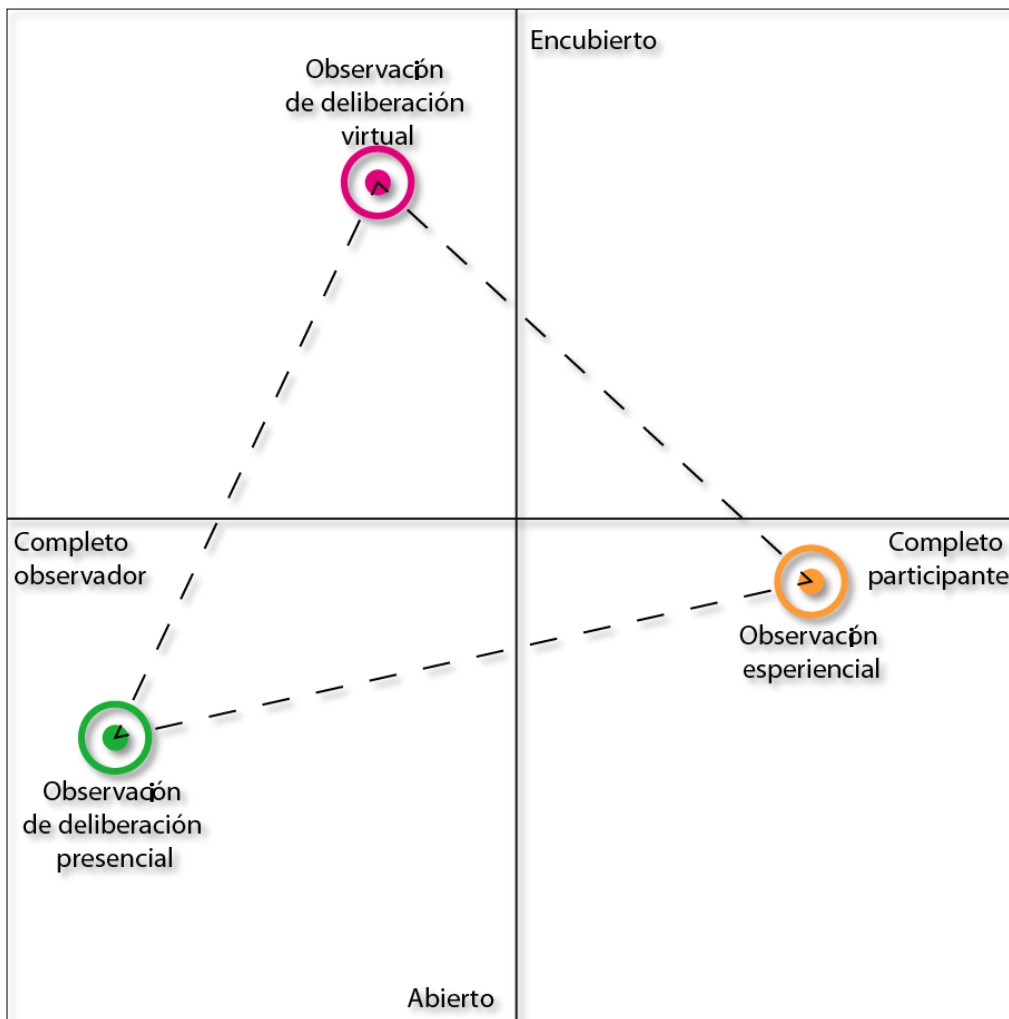 Encubierto
Observación
de deliberación
virtual
Completo
observador
Completo
participante
Observación
esperiencial
Observación
de deliberación
presencial
Abierto